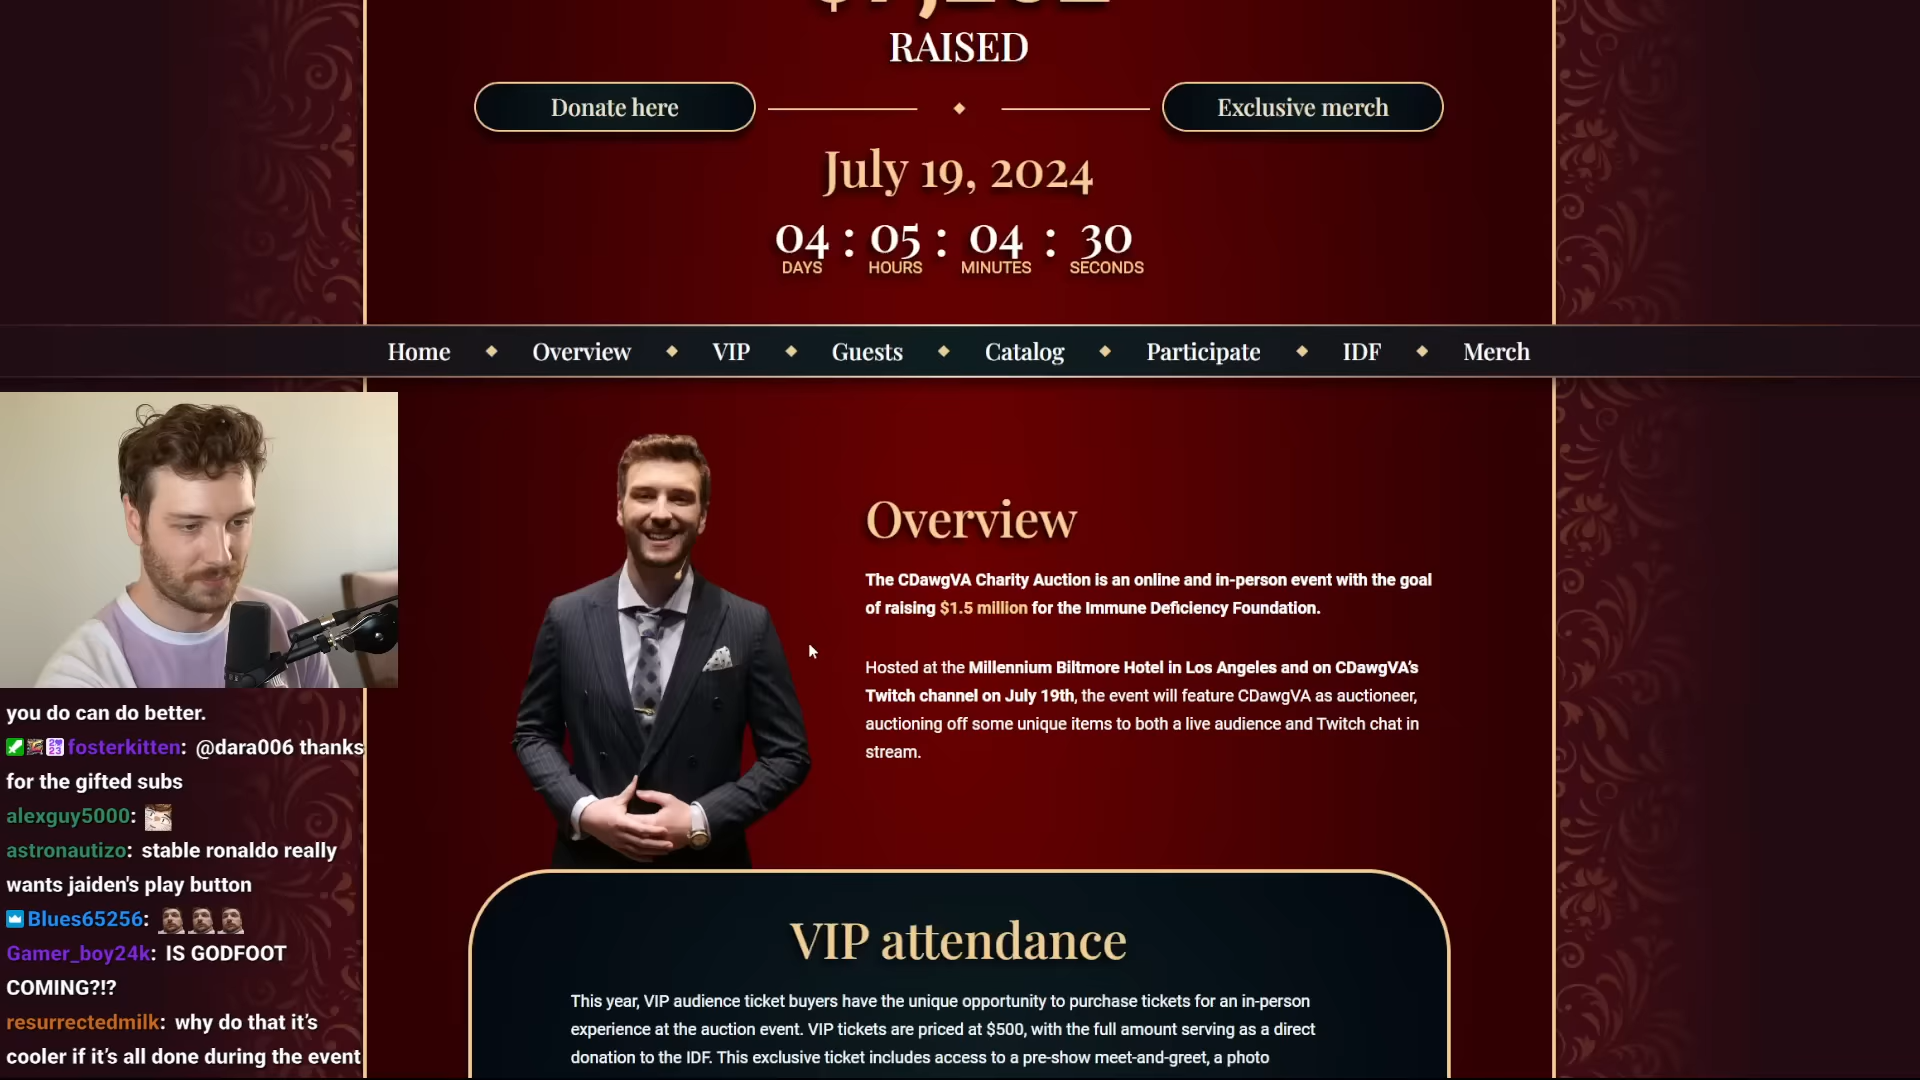 RAISED
Donate here
Exclusive merch
July 19, 2024
04 : 05 : 04 : 30
DAYS HOURS MINUTES SECONDS
Home Overview VIP Guests Catalog Participate IDF Merch
Overview
The CDawgVA Charity Auction is an online and in-person event with the goal
of raising $1.5 million for the Immune Deficiency Foundation.
Hosted at the Millennium Biltmore Hotel in Los Angeles and on CDawgVA's
Twitch channel on July 19th, the event will feature CDawgVA as auctioneer,
auctioning off some unique items to both a live audience and Twitch chat in
stream.
VIP attendance
This year, VIP audience ticket buyers have the unique opportunity to purchase tickets for an in-person
experience at the auction event. VIP tickets are priced at $500, with the full amount serving as a direct
donation to the IDF. This exclusive ticket includes access to a pre-show meet-and-greet, a photo
you do can do better.
fosterkitten: @dara006 thanks
for the gifted subs
alexguy5000:
astronautizo: stable ronaldo really
wants jaiden's play button
Blues65256:
Gamer_boy24k: IS GODFOOT
COMING?!?
resurrectedmilk: why do that it's
cooler if it's all done during the event